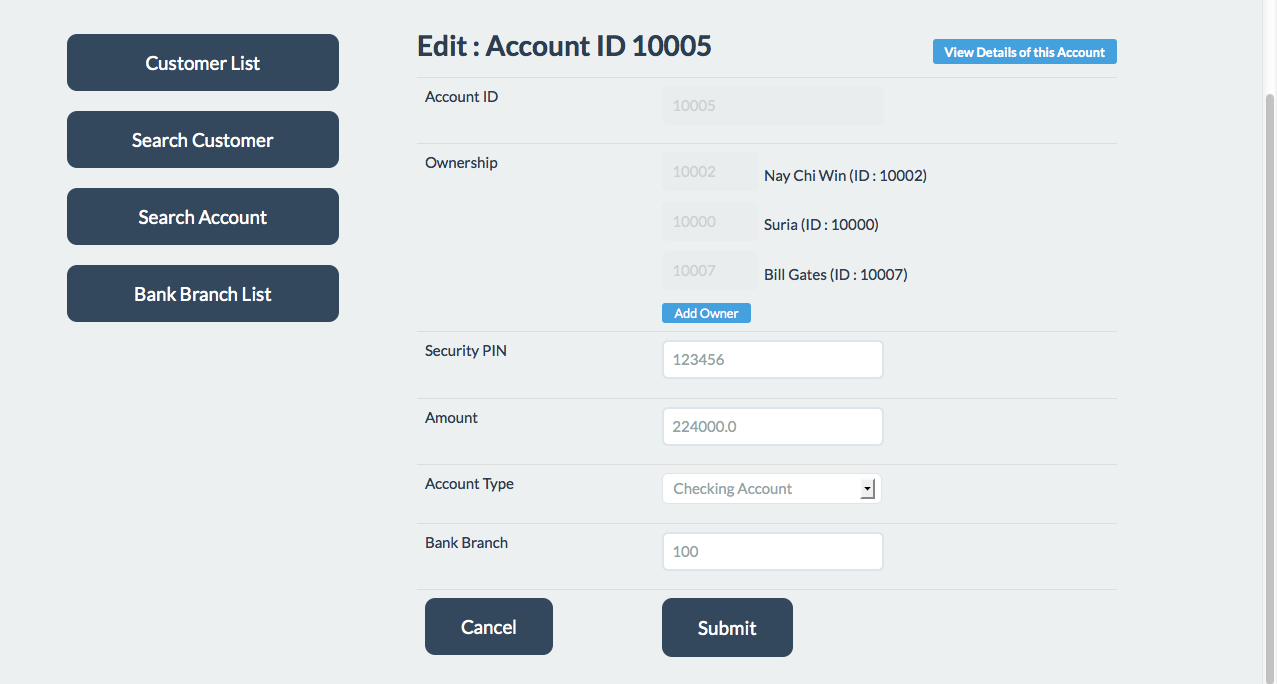 Customer List
Search Customer
Search Account
Bank Branch List
Edit : Account ID 10005
View Details of this Account
Account ID
10005
Ownership
10002
Nay Chi Win (ID : 10002)
10000
Suria (ID : 10000)
10007
Bill Gates (ID : 10007)
Add Owner
Security PIN
123456
Amount
224000.0
Account Type
Checking Account
Bank Branch
100
Cancel
Submit